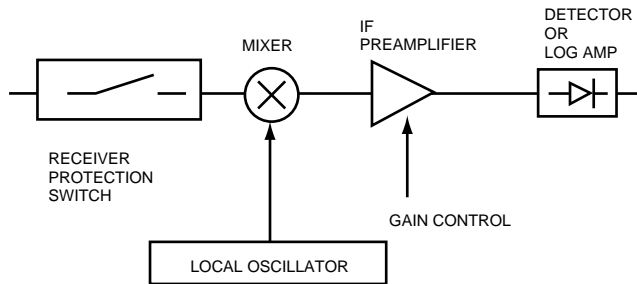 DETECTOR
OR
LOG AMP
IF
PREAMPLIFIER
MIXER
RECEIVER
PROTECTION
SWITCH
GAIN CONTROL
LOCAL OSCILLATOR